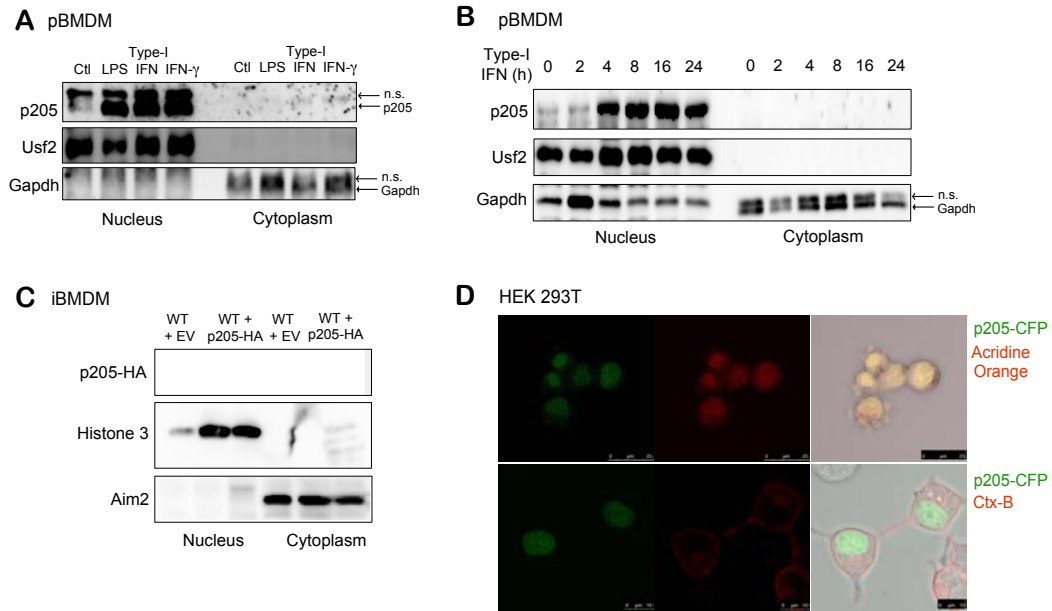 A pBMDM
Type-I
Ctl LPS IFN IFN-γ Ctl LPS IFN IFN-γ
Type-I
p205
n.s.
p205
Usf2
Gapdh
n.s.
Gapdh
Nucleus Cytoplasm
B pBMDM
Type-I
IFN (h) 0 2 4 8 16 24 0 2 4 8 16 24
p205
Usf2
Gapdh
n.s.
Gapdh
Nucleus Cytoplasm
C iBMDM
WT WT + WT WT +
+ EV p205-HA + EV p205-HA
p205-HA
Histone 3
Aim2
Nucleus Cytoplasm
D HEK 293T
p205-CFP
Acridine
Orange
p205-CFP
Ctx-B